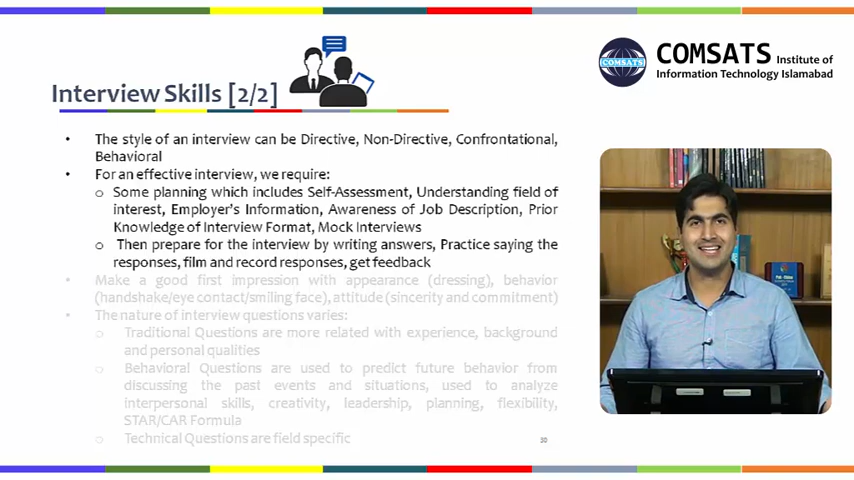 COMSATS Institute of
Information Technology Islamabad
COMSATS
Interview Skills [2/2]
• The style of an interview can be Directive, Non-Directive, Confrontational,
Behavioral
• For an effective interview, we require:
o Some planning which includes Self-Assessment, Understanding field of
interest, Employer's Information, Awareness of Job Description, Prior
Knowledge of Interview Format, Mock Interviews
o Then prepare for the interview by writing answers, Practice saying the
responses, film and record responses, get feedback
• Make a good first impression with appearance (dressing), behavior
(handshake/eye contact/smiling face), attitude (sincerity and commitment)
• The nature of interview questions varies:
o Traditional Questions are more related with experience, background
and personal qualities
o Behavioral Questions are used to predict future behavior from
discussing the past events and situations, used to analyze
interpersonal skills, creativity, leadership, planning, flexibility,
STAR/CAR Formula
o Technical Questions are field specific
30